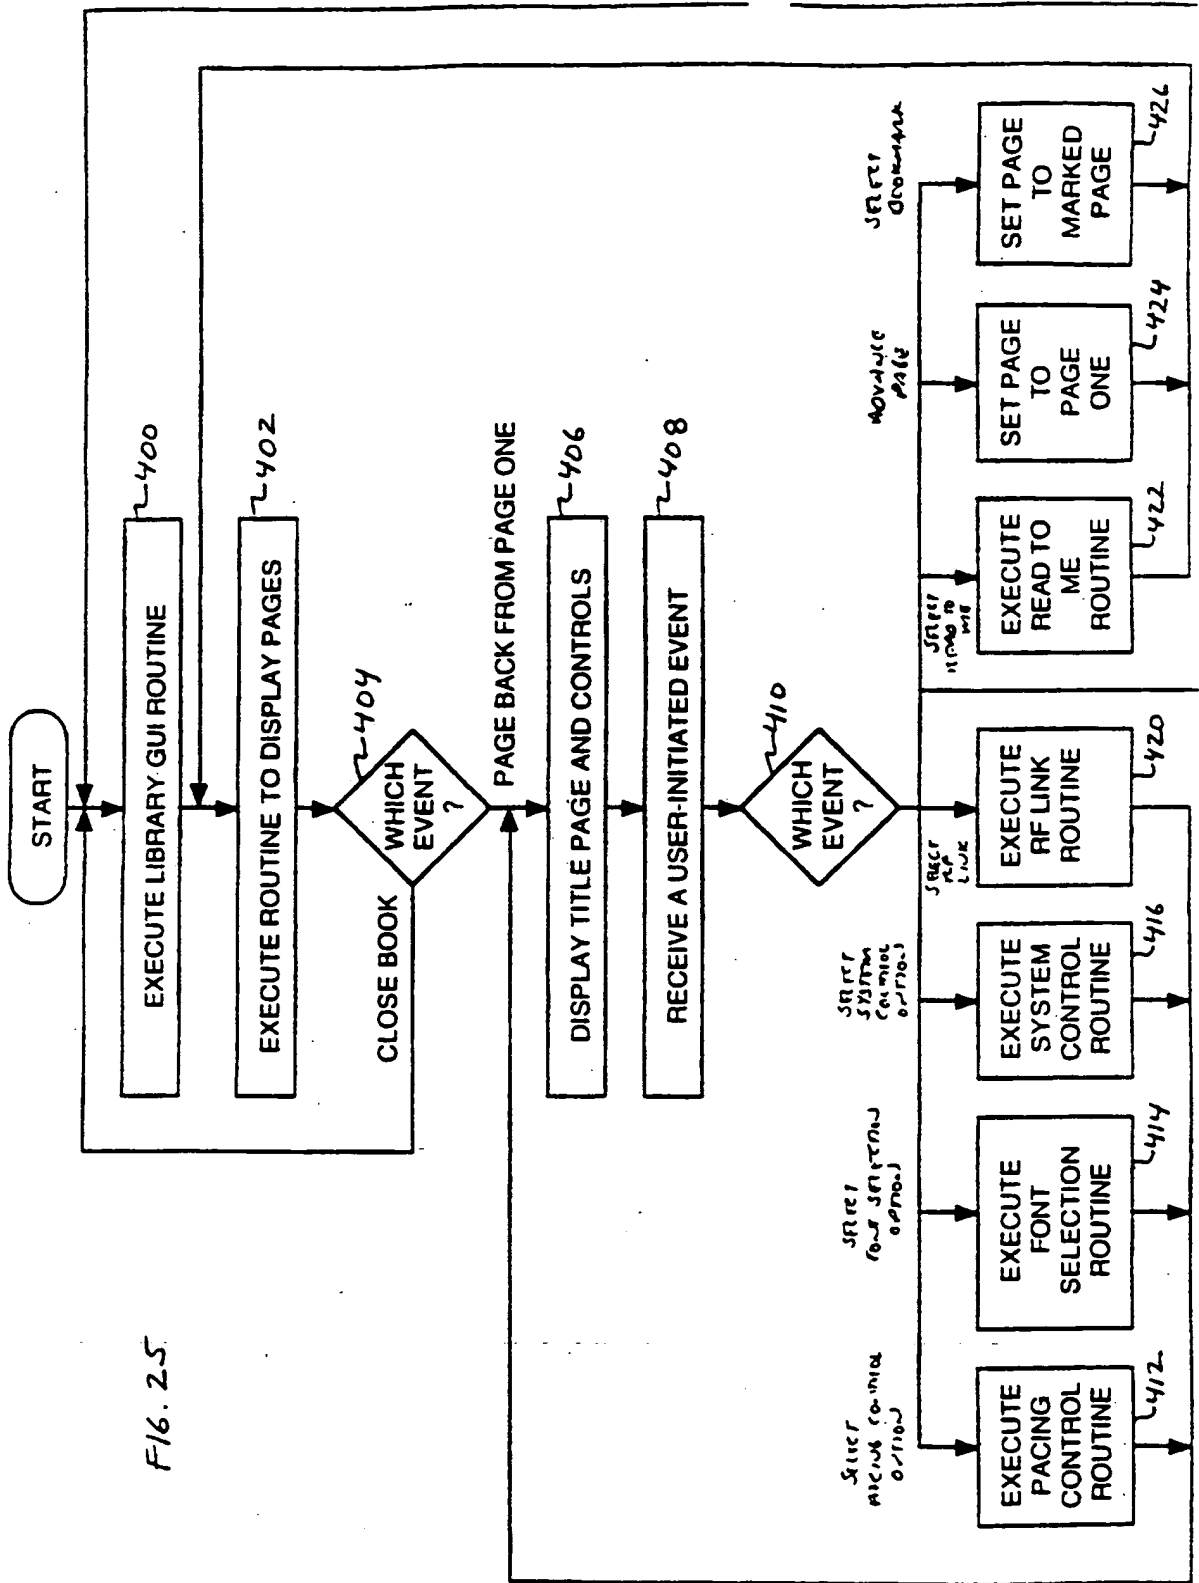 START
EXECUTE LIBRARY GUI ROUTINE
400
EXECUTE ROUTINE TO DISPLAY PAGES
402
WHICH
EVENT
?
404
CLOSE BOOK
PAGE BACK FROM PAGE ONE
DISPLAY TITLE PAGE AND CONTROLS
406
RECEIVE A USER-INITIATED EVENT
408
WHICH
EVENT
?
410
SELECT
PACING CONTROL
OPTION
EXECUTE
PACING
CONTROL
ROUTINE
412
SELECT
FONT SELECTION
OPTION
EXECUTE
FONT
SELECTION
ROUTINE
414
SELECT
SYSTEM
CONTROL
OPTION
EXECUTE
SYSTEM
CONTROL
ROUTINE
416
SELECT
RF
LINK
EXECUTE
RF LINK
ROUTINE
420
SELECT
READ TO
ME
EXECUTE
READ TO
ME
ROUTINE
422
ADVANCE
PAGE
SET PAGE
TO
PAGE
ONE
424
SELECT
BOOKMARK
SET PAGE
TO
MARKED
PAGE
426
FIG. 25